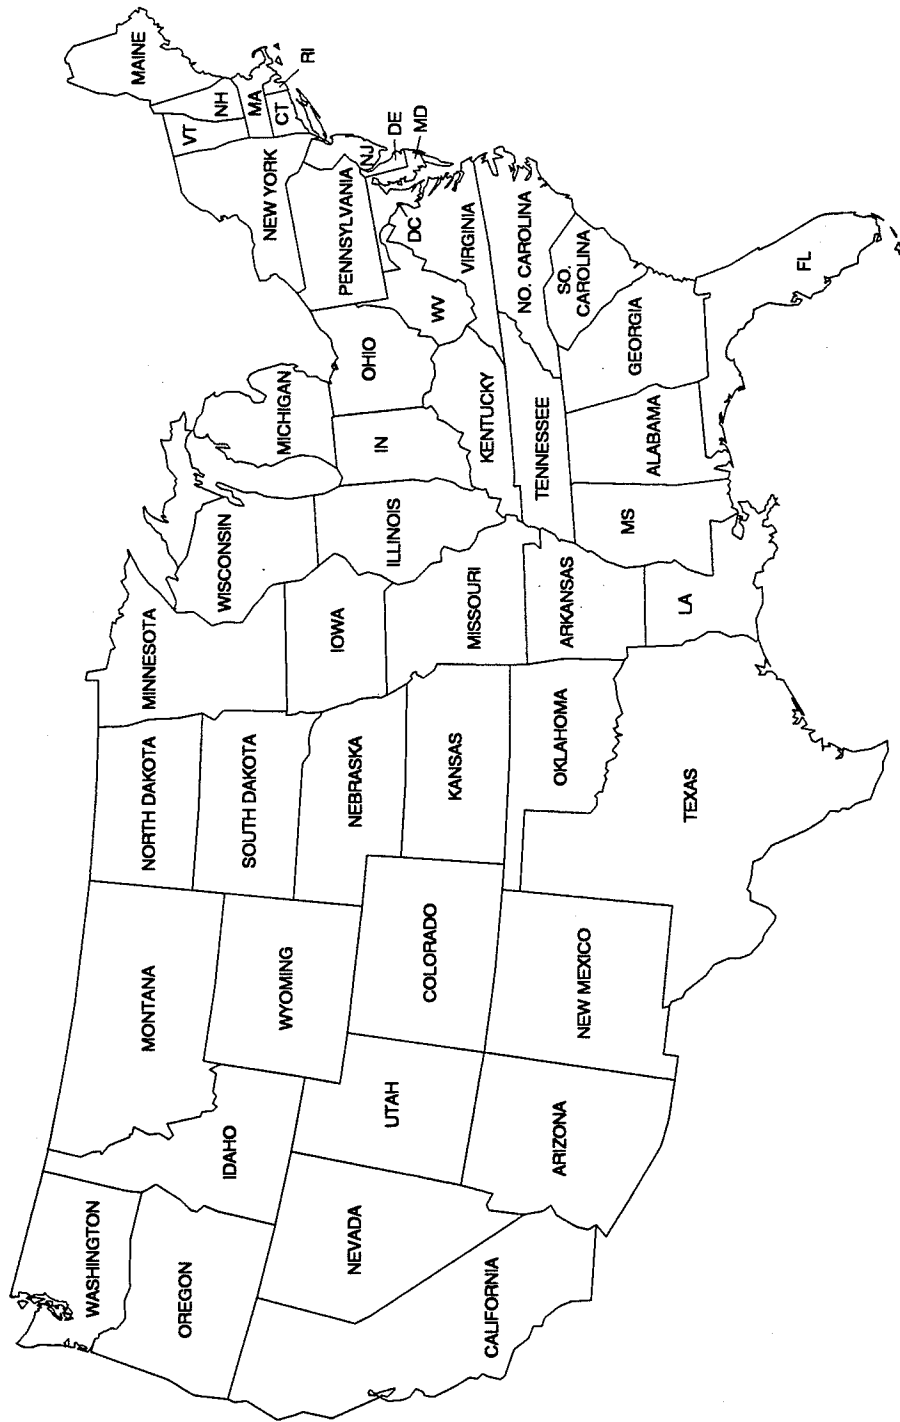 WASHINGTON
OREGON
CALIFORNIA
NEVADA
IDAHO
MONTANA
WYOMING
UTAH
ARIZONA
COLORADO
NEW MEXICO
NORTH DAKOTA
SOUTH DAKOTA
NEBRASKA
KANSAS
OKLAHOMA
TEXAS
MINNESOTA
IOWA
MISSOURI
ARKANSAS
LA
WISCONSIN
ILLINOIS
MS
MICHIGAN
IN
KENTUCKY
TENNESSEE
ALABAMA
OHIO
WV
GEORGIA
FL
PENNSYLVANIA
DC
VIRGINIA
NO. CAROLINA
SO.
CAROLINA
NEW YORK
NJ
DE
MD
VT
NH
MA
CT
RI
MAINE